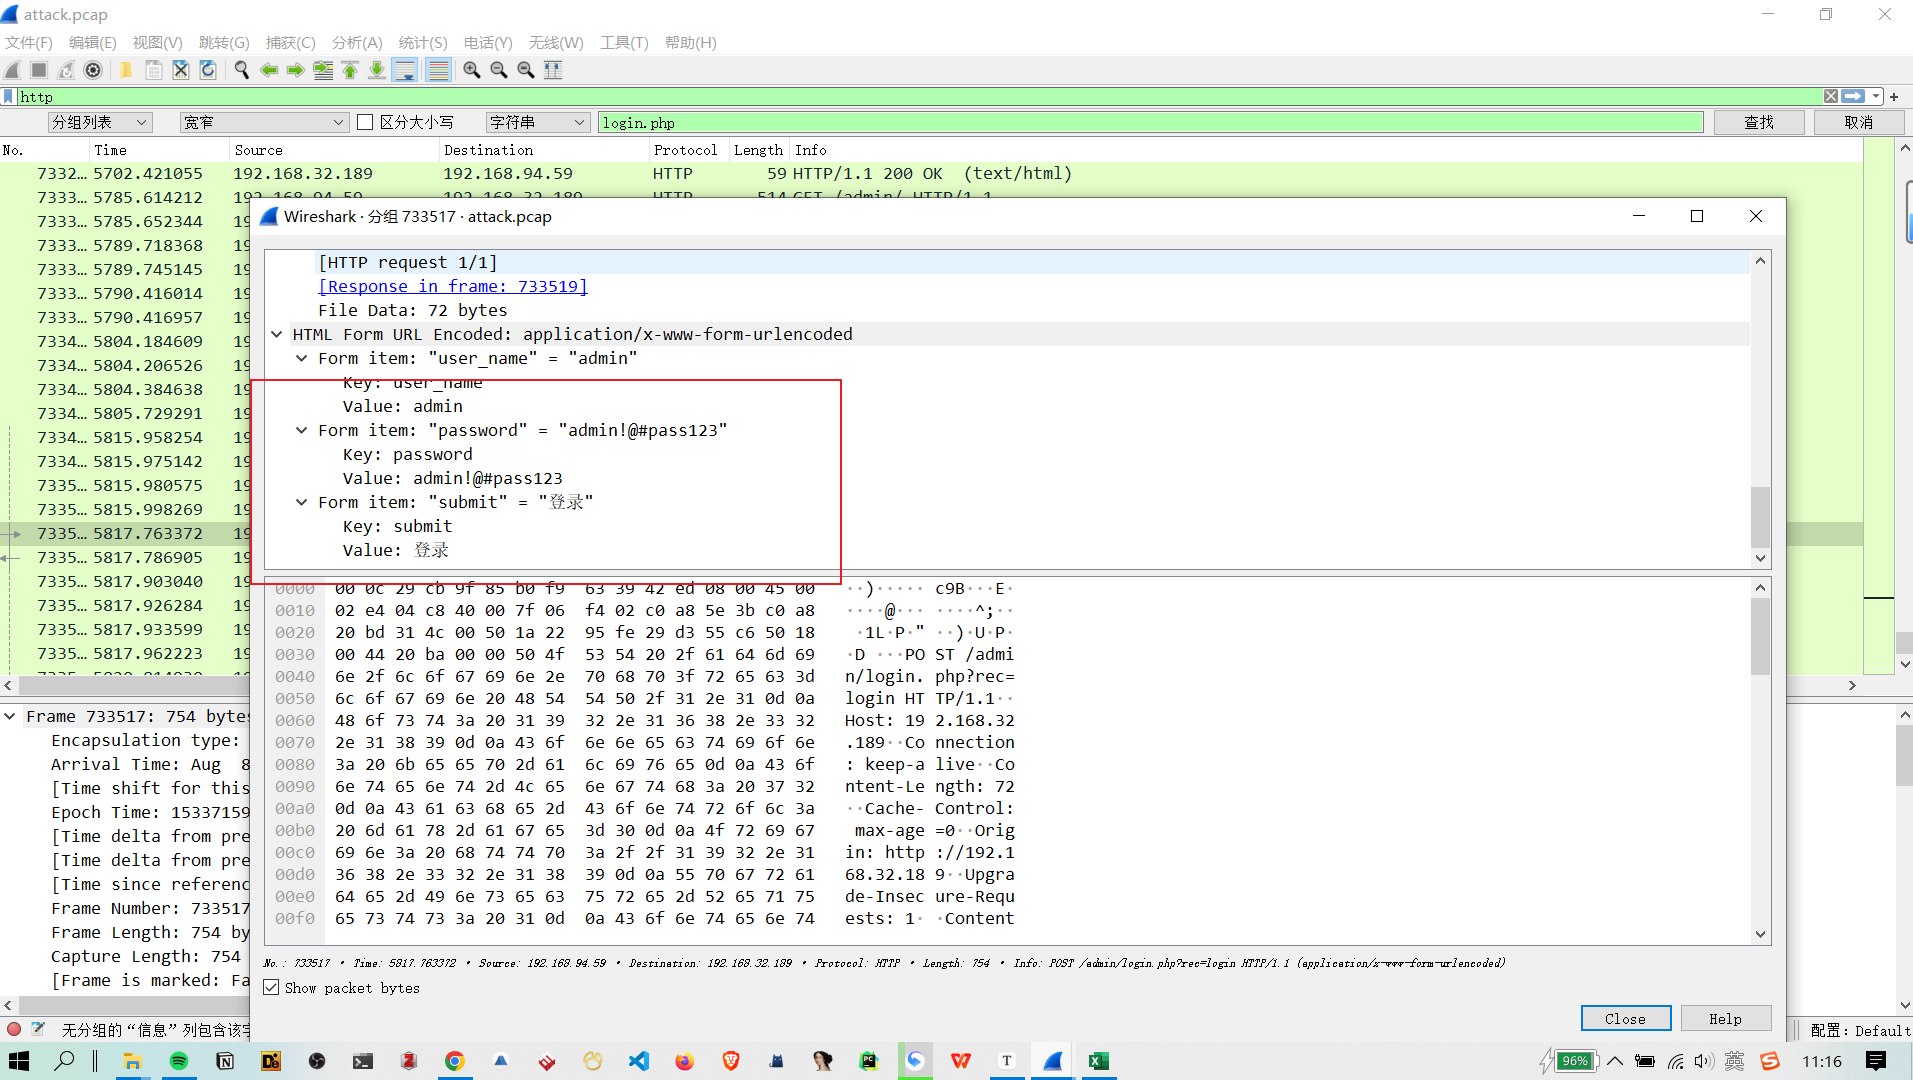 attack.pcap
文件(F) 编辑(E) 视图(V) 跳转(G) 捕获(C) 分析(A) 统计(S) 电话(Y) 无线(W) 工具(T) 帮助(H)
http
分组列表 宽窄 区分大小写 字符串 login.php 查找 取消
No. Time Source Destination Protocol Length Info
7332… 5702.421055 192.168.32.189 192.168.94.59 HTTP 59 HTTP/1.1 200 OK (text/html)
7333… 5785.614212 192.168.94.59 192.168.32.189 HTTP 514 GET /admin/ HTTP/1.1
7333… 5785.652344 19
7333… 5789.718368 19
7333… 5789.745145 19
7333… 5790.416014 19
7333… 5790.416957 19
7334… 5804.184609 19
7334… 5804.206526 19
7334… 5804.384638 19
7334… 5805.729291 19
7334… 5815.958254 19
7334… 5815.975142 19
7335… 5815.980575 19
7335… 5815.998269 19
7335… 5817.763372 19
7335… 5817.786905 19
7335… 5817.903040 19
7335… 5817.926284 19
7335… 5817.933599 19
7335… 5817.962223 19
Wireshark · 分组 733517 · attack.pcap
[HTTP request 1/1]
[Response in frame: 733519]
File Data: 72 bytes
HTML Form URL Encoded: application/x-www-form-urlencoded
Form item: "user_name" = "admin"
Key: user_name
Value: admin
Form item: "password" = "admin!@#pass123"
Key: password
Value: admin!@#pass123
Form item: "submit" = "登录"
Key: submit
Value: 登录
0000 00 0c 29 cb 9f 85 b0 f9 63 39 42 ed 08 00 45 00 ··)····· c9B···E·
0010 02 e4 04 c8 40 00 7f 06 f4 02 c0 a8 5e 3b c0 a8 ····@··· ····^;··
0020 20 bd 31 4c 00 50 1a 22 95 fe 29 d3 55 c6 50 18 ·1L·P·" ··)·U·P·
0030 00 44 20 ba 00 00 50 4f 53 54 20 2f 61 64 6d 69 ·D ···PO ST /admi
0040 6e 2f 6c 6f 67 69 6e 2e 70 68 70 3f 72 65 63 3d n/login. php?rec=
0050 6c 6f 67 69 6e 20 48 54 54 50 2f 31 2e 31 0d 0a login HT TP/1.1··
0060 48 6f 73 74 3a 20 31 39 32 2e 31 36 38 2e 33 32 Host: 19 2.168.32
0070 2e 31 38 39 0d 0a 43 6f 6e 6e 65 63 74 69 6f 6e .189··Co nnection
0080 3a 20 6b 65 65 70 2d 61 6c 69 76 65 0d 0a 43 6f : keep-a live··Co
0090 6e 74 65 6e 74 2d 4c 65 6e 67 74 68 3a 20 37 32 ntent-Le ngth: 72
00a0 0d 0a 43 61 63 68 65 2d 43 6f 6e 74 72 6f 6c 3a ··Cache- Control:
00b0 20 6d 61 78 2d 61 67 65 3d 30 0d 0a 4f 72 69 67 max-age =0··Orig
00c0 69 6e 3a 20 68 74 74 70 3a 2f 2f 31 39 32 2e 31 in: http ://192.1
00d0 36 38 2e 33 32 2e 31 38 39 0d 0a 55 70 67 72 61 68.32.18 9··Upgra
00e0 64 65 2d 49 6e 73 65 63 75 72 65 2d 52 65 71 75 de-Insec ure-Requ
00f0 65 73 74 73 3a 20 31 0d 0a 43 6f 6e 74 65 6e 74 ests: 1· ·Content
No.: 733517 · Time: 5817.763372 · Source: 192.168.94.59 · Destination: 192.168.32.189 · Protocol: HTTP · Length: 754 · Info: POST /admin/login.php?rec=login HTTP/1.1 (application/x-www-form-urlencoded)
Show packet bytes
Close Help
Frame 733517: 754 bytes
Encapsulation type:
Arrival Time: Aug 8
[Time shift for this
Epoch Time: 15337159
[Time delta from pre
[Time delta from pre
[Time since referenc
Frame Number: 733517
Frame Length: 754 by
Capture Length: 754
[Frame is marked: Fa
无分组的“信息”列包含该字 配置：Default
96% 英 11:16